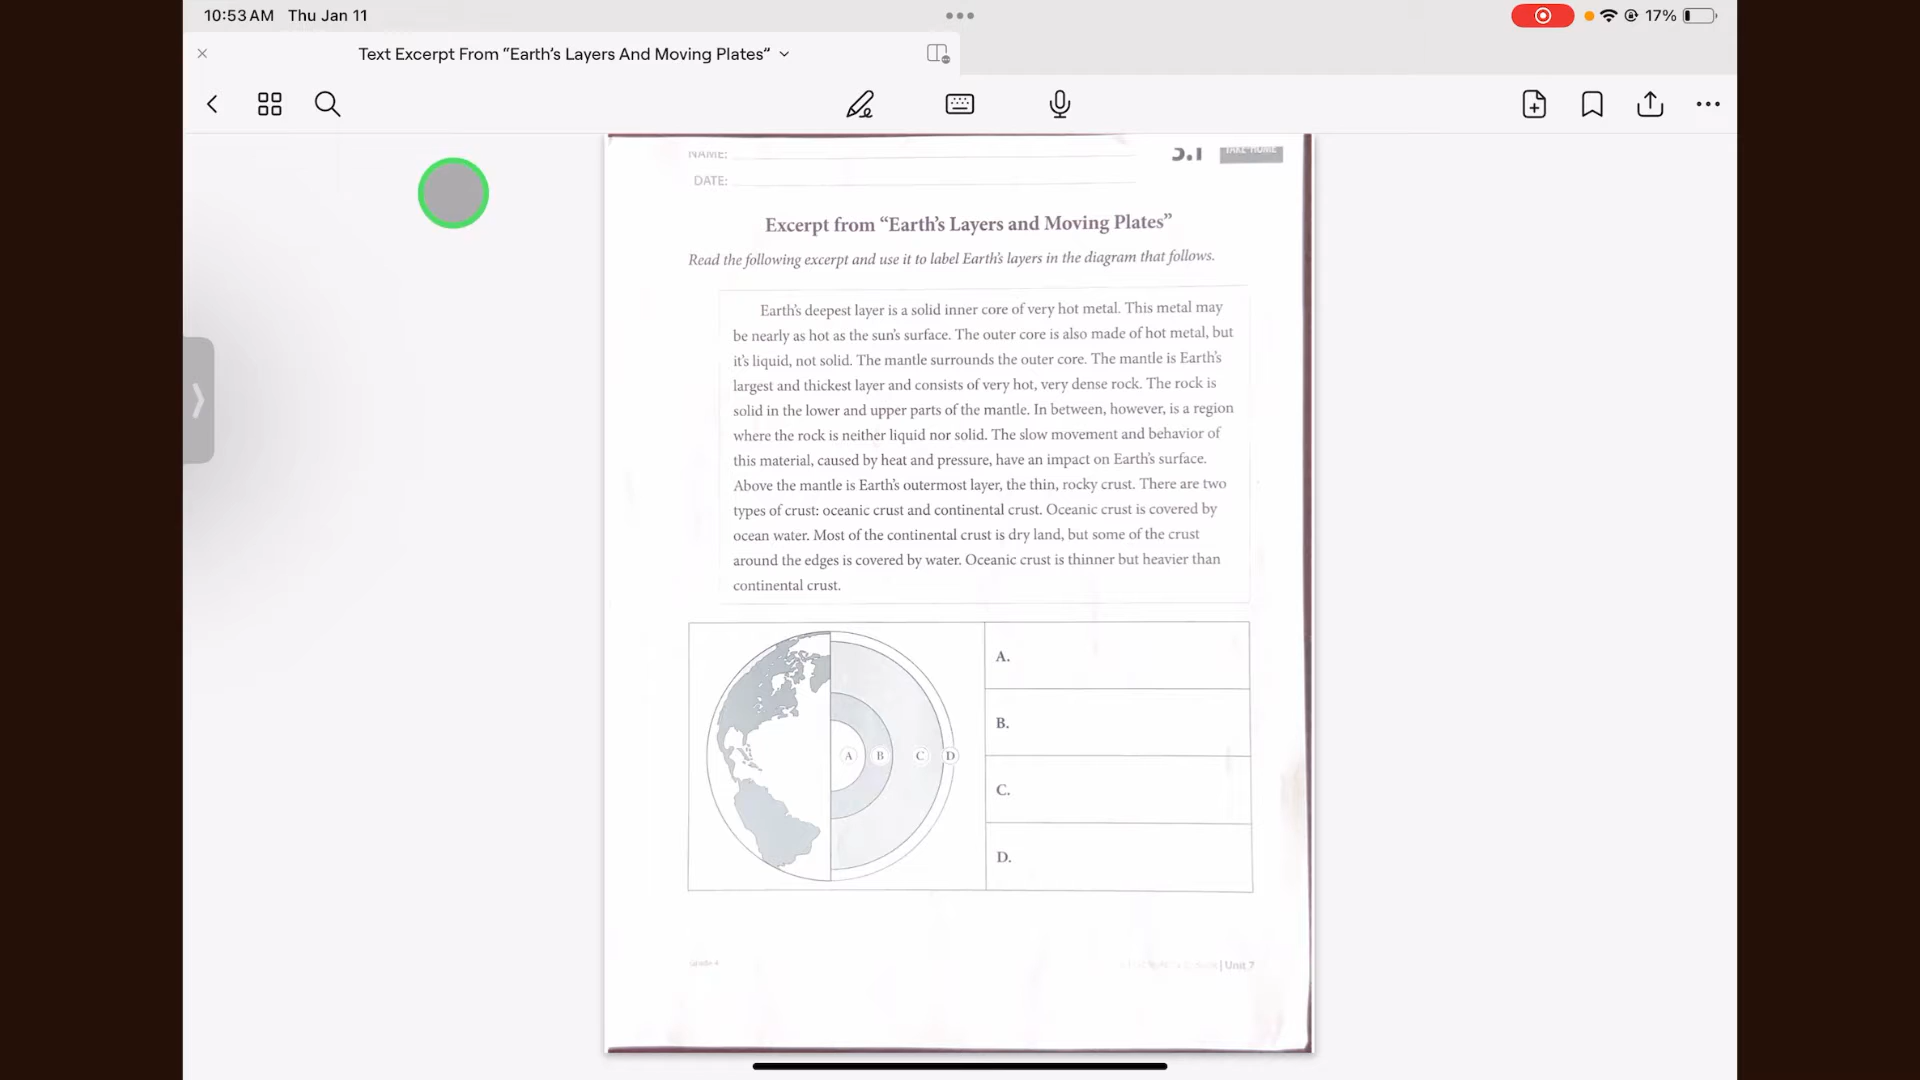 10:53 AM Thu Jan 11
17%
Text Excerpt From “Earth’s Layers And Moving Plates”
NAME:
3.1 TAKE-HOME
DATE:
Excerpt from “Earth’s Layers and Moving Plates”
Read the following excerpt and use it to label Earth’s layers in the diagram that follows.
Earth’s deepest layer is a solid inner core of very hot metal. This metal may
be nearly as hot as the sun’s surface. The outer core is also made of hot metal, but
it’s liquid, not solid. The mantle surrounds the outer core. The mantle is Earth’s
largest and thickest layer and consists of very hot, very dense rock. The rock is
solid in the lower and upper parts of the mantle. In between, however, is a region
where the rock is neither liquid nor solid. The slow movement and behavior of
this material, caused by heat and pressure, have an impact on Earth’s surface.
Above the mantle is Earth’s outermost layer, the thin, rocky crust. There are two
types of crust: oceanic crust and continental crust. Oceanic crust is covered by
ocean water. Most of the continental crust is dry land, but some of the crust
around the edges is covered by water. Oceanic crust is thinner but heavier than
continental crust.
A B C D
A.
B.
C.
D.
Grade 4
| Unit 7